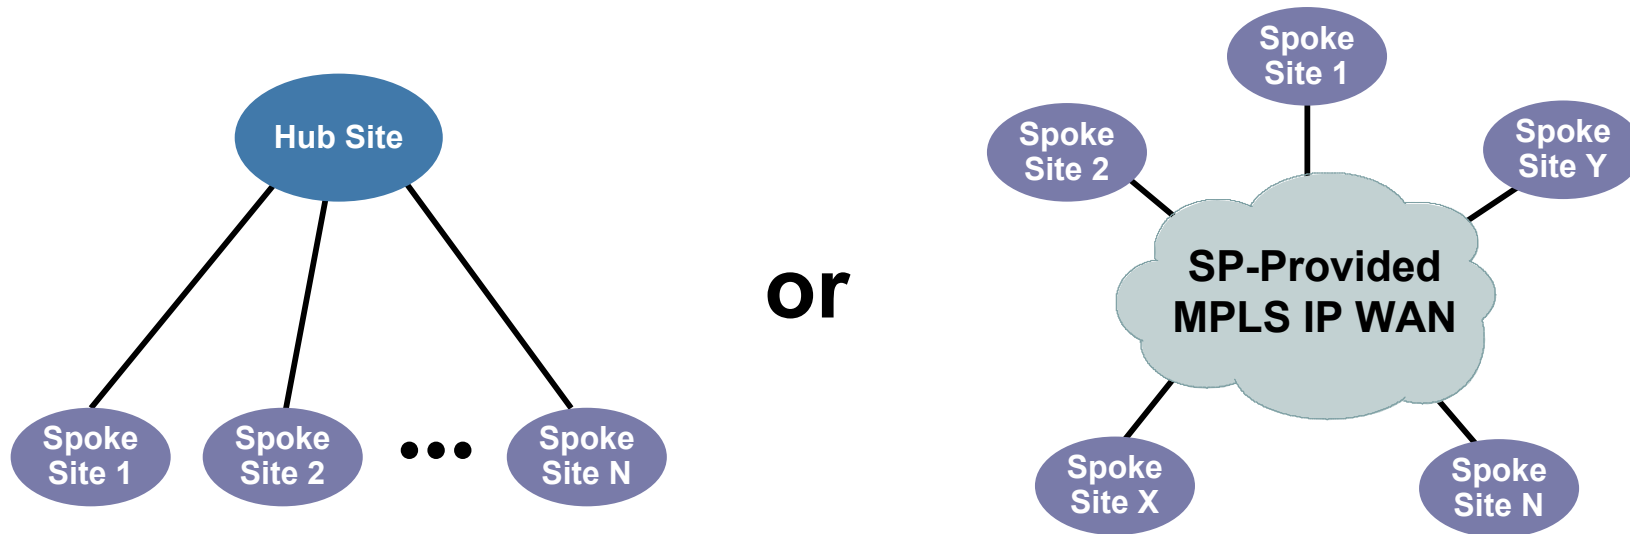 Hub Site
Spoke
Site 1
Spoke
Site 2
•••
Spoke
Site N
or
Spoke
Site 1
Spoke
Site 2
Spoke
Site Y
SP-Provided
MPLS IP WAN
Spoke
Site X
Spoke
Site N